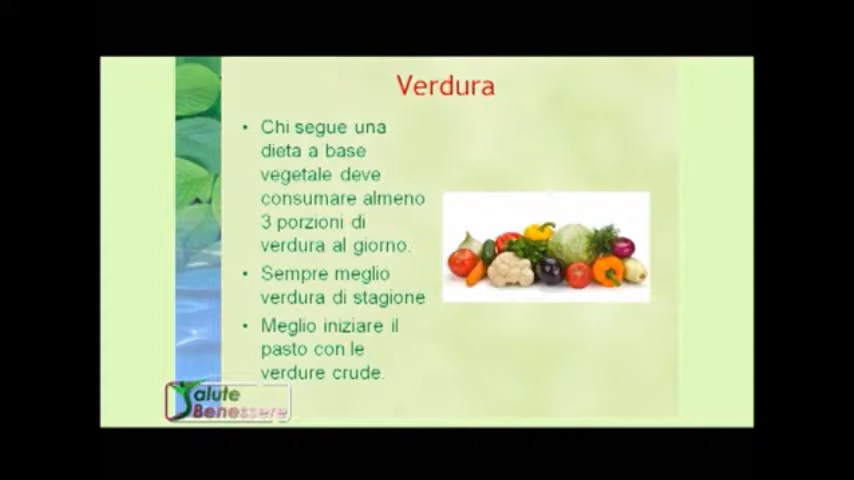 Verdura
• Chi segue una
dieta a base
vegetale deve
consumare almeno
3 porzioni di
verdura al giorno.
• Sempre meglio
verdura di stagione
• Meglio iniziare il
pasto con le
verdure crude.
Salute
Benessere